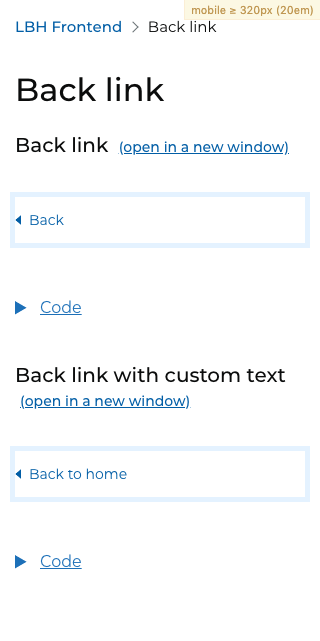 mobile ≥ 320px (20em)
LBH Frontend > Back link
Back link
Back link (open in a new window)
Back
Code
Back link with custom text
(open in a new window)
Back to home
Code